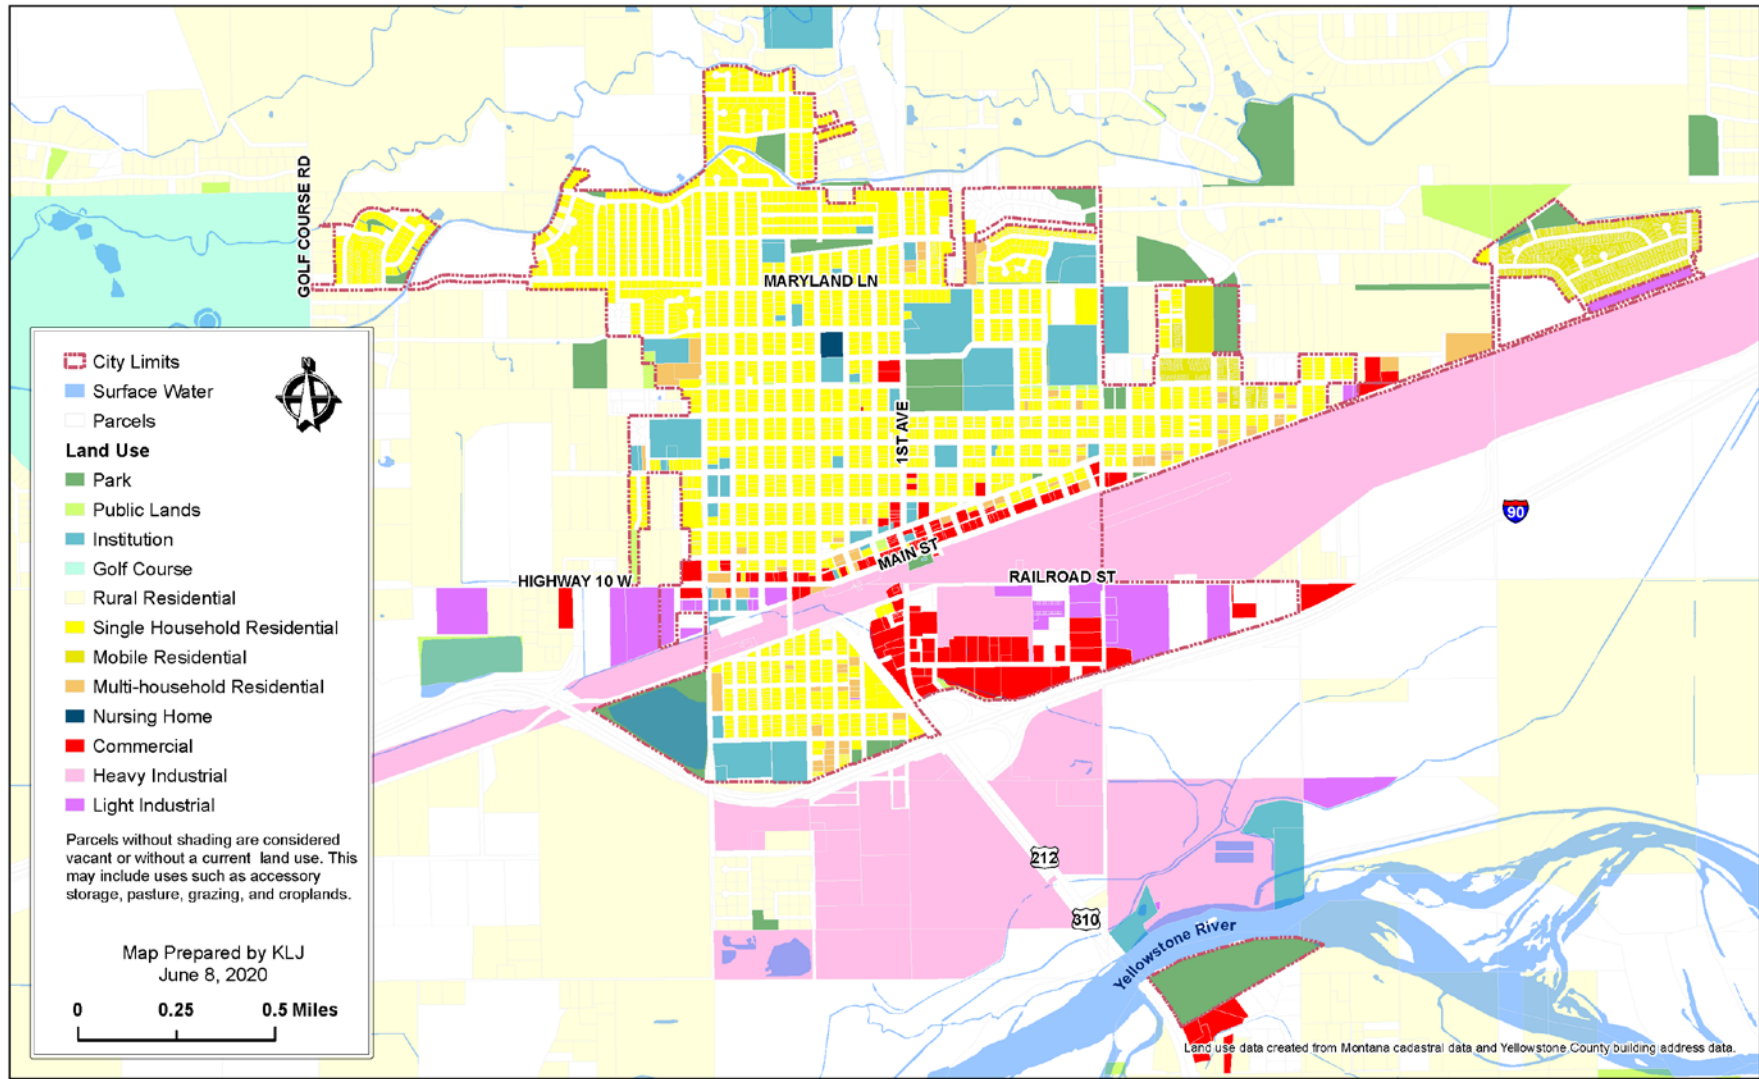 GOLF COURSE RD
MARYLAND LN
1ST AVE
MAIN ST
HIGHWAY 10 W
RAILROAD ST
90
212
310
Yellowstone River
N
City Limits
Surface Water
Parcels
Land Use
Park
Public Lands
Institution
Golf Course
Rural Residential
Single Household Residential
Mobile Residential
Multi-household Residential
Nursing Home
Commercial
Heavy Industrial
Light Industrial
Parcels without shading are considered
vacant or without a current land use. This
may include uses such as accessory
storage, pasture, grazing, and croplands.
Map Prepared by KLJ
June 8, 2020
0 0.25 0.5 Miles
Land use data created from Montana cadastral data and Yellowstone County building address data.